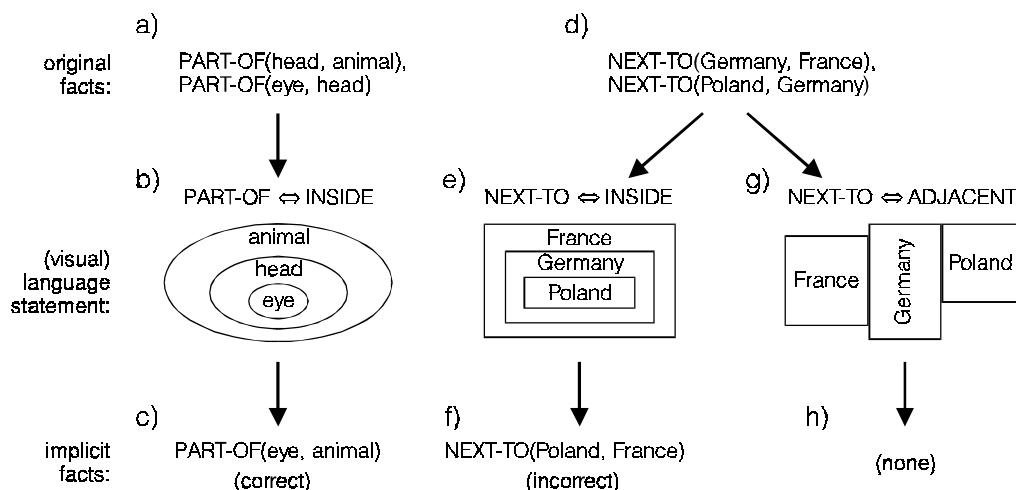 a)
d)
original
facts:
PART-OF(head, animal),
PART-OF(eye, head)
NEXT-TO(Germany, France),
NEXT-TO(Poland, Germany)
b)
e)
g)
PART-OF ⇔ INSIDE
NEXT-TO ⇔ INSIDE
NEXT-TO ⇔ ADJACENT
(visual)
language
statement:
animal
head
eye
France
Germany
Poland
France
Germany
Poland
c)
f)
h)
implicit
facts:
PART-OF(eye, animal)
(correct)
NEXT-TO(Poland, France)
(incorrect)
(none)